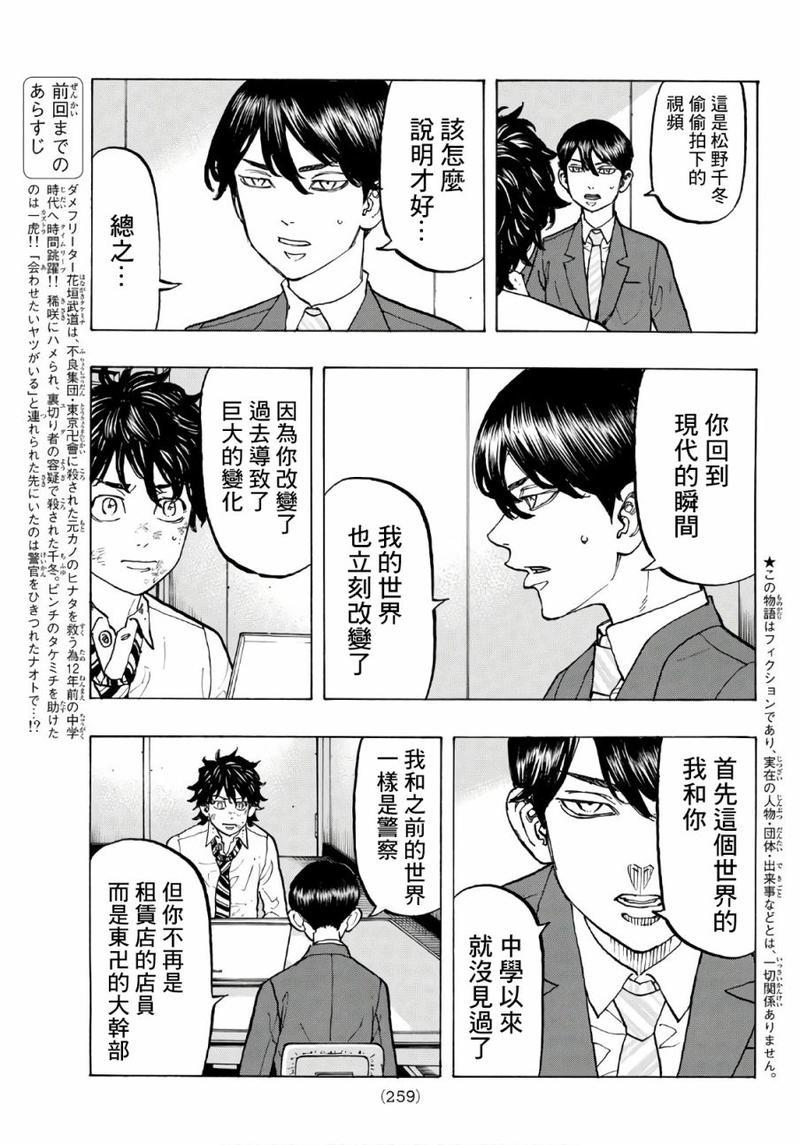 這是松野千冬
偷偷拍下的
視頻
該怎麼
說明才好…
總之…
你回到
現代的瞬間
我的世界
也立刻改變了
因為你改變了
過去導致了
巨大的變化
首先這個世界的
我和你
中學以來
就沒見過了
我和之前的世界
一樣是警察
但你不再是
租賃店的店員
而是東卍的大幹部
前回までの
あらすじ
ダメフリーター花垣武道は、不良集団・東京卍會に殺された元カノのヒナタを救う為12年前の中学
時代へ時間跳躍!! 稀咲にハメられ、裏切り者の容疑で殺された千冬。ピンチのタケミチを助けた
のは一虎!!「会わせたいヤツがいる」と連れられた先にいたのは警官をひきつれたナオトで…!?
★この物語はフィクションであり、実在の人物・団体・出来事などとは、一切関係ありません。
(259)